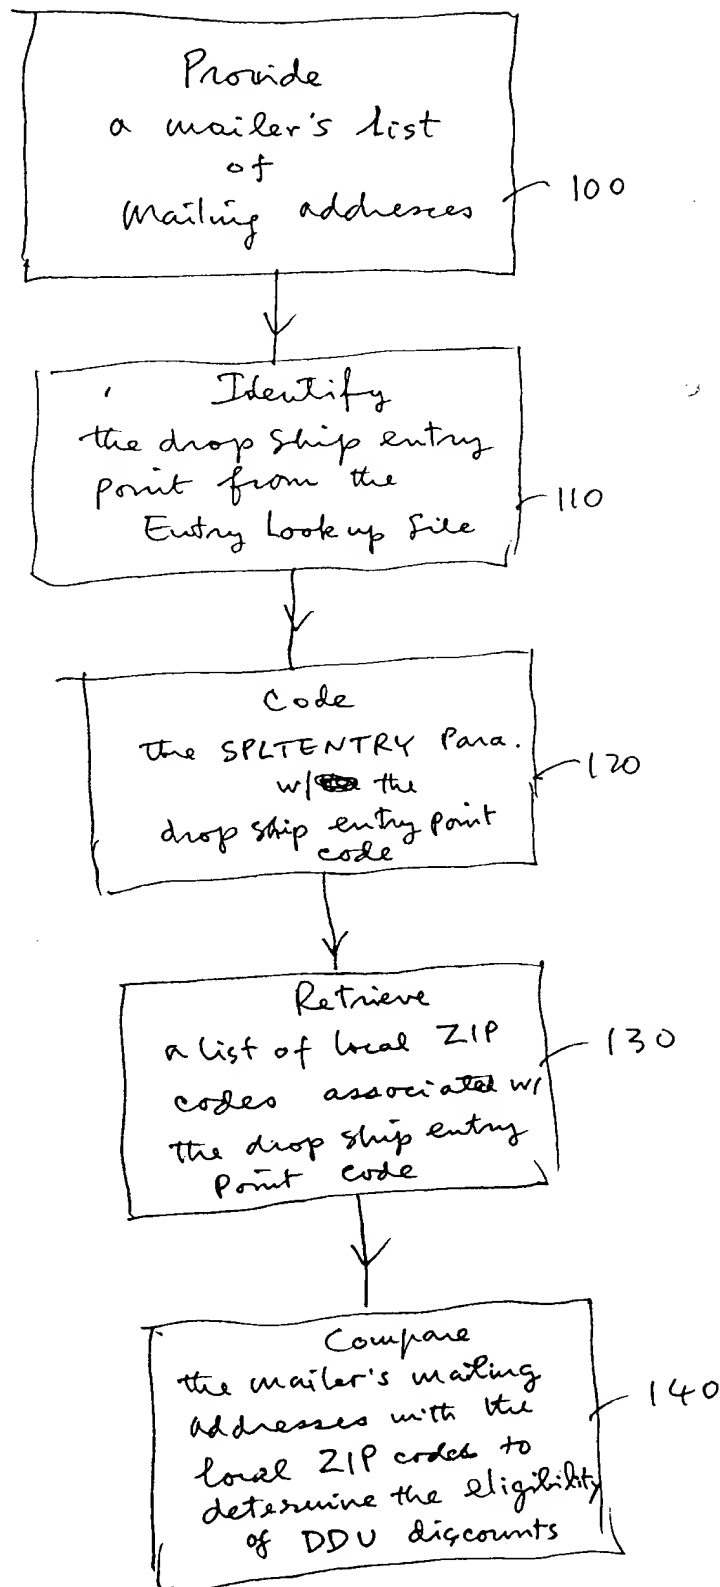 Provide
a mailer's list
of
mailing addresses
100
Identify
the drop ship entry
point from the
Entry Lookup file
110
Code
the SPLTENTRY Para.
w/ the
drop ship entry point
code
120
Retrieve
a list of local ZIP
codes associated w/
the drop ship entry
point code
130
Compare
the mailer's mailing
addresses with the
local ZIP codes to
determine the eligibility
of DDU discounts
140